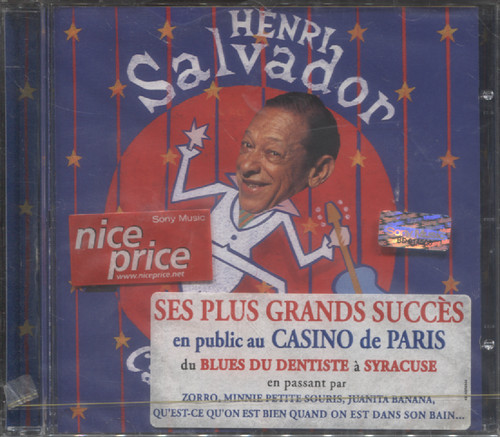 HENRI
Salvador
Sony Music
nice
price
www.niceprice.net
SES PLUS GRANDS SUCCÈS
en public au CASINO de PARIS
du BLUES DU DENTISTE à SYRACUSE
en passant par
ZORRO, MINNIE PETITE SOURIS, JUANITA BANANA,
QU'EST-CE QU'ON EST BIEN QUAND ON EST DANS SON BAIN...